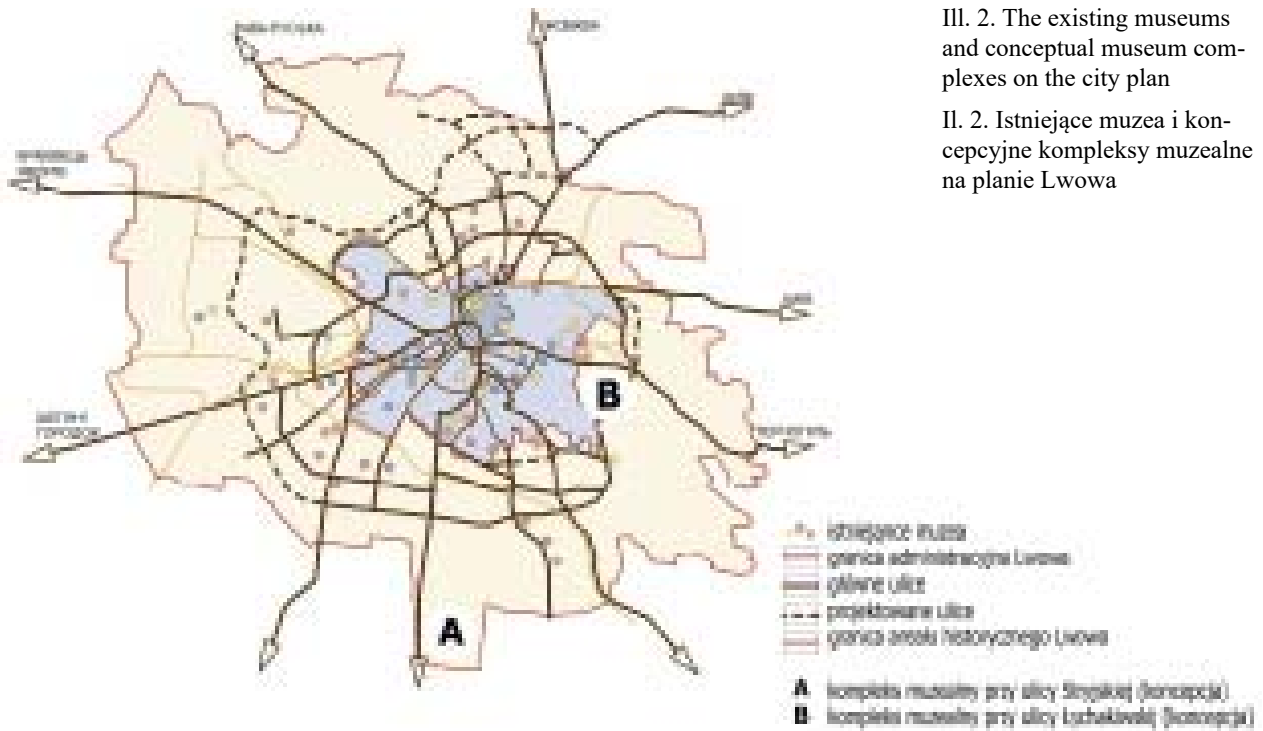 Ill. 2. The existing museums
and conceptual museum com-
plexes on the city plan
Il. 2. Istniejące muzea i kon-
cepcyjne kompleksy muzealne
na planie Lwowa
B
A
istniejące muzea
granica administracyjna Lwowa
główne ulice
projektowane ulice
granica areału historycznego Lwowa
A kompleks muzealny przy ulicy Stryjskiej (koncepcja)
B kompleks muzealny przy ulicy Łyczakowskiej (koncepcja)